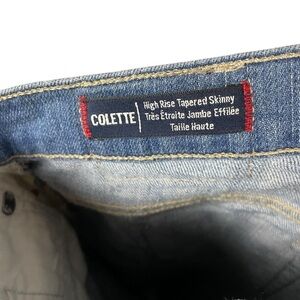 COLETTE
High Rise Tapered Skinny
Très Étroite Jambe Effilée
Taille Haute